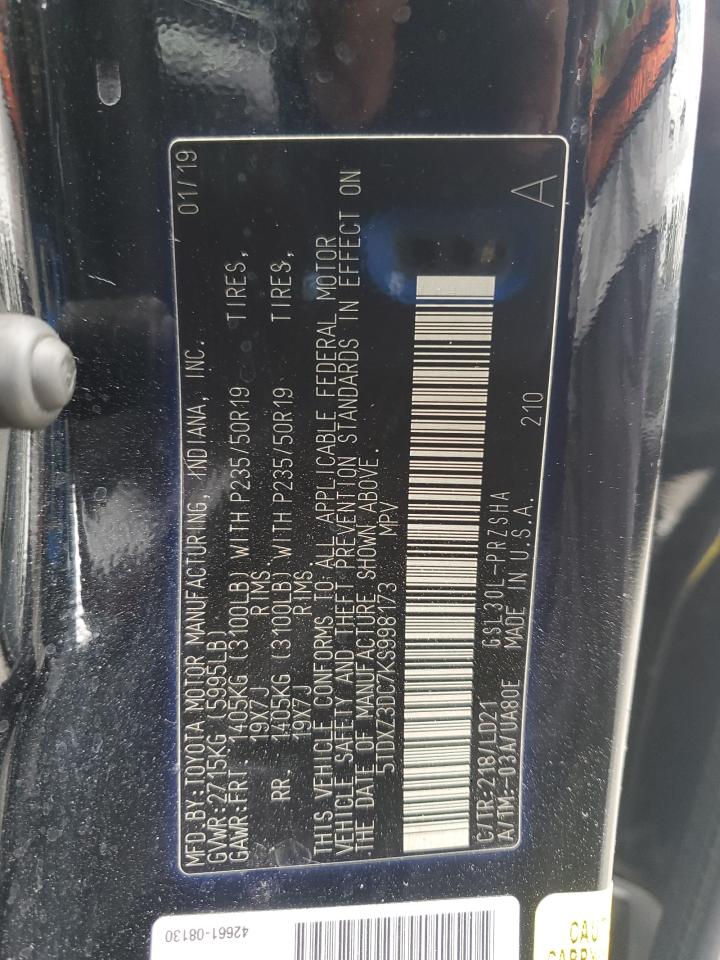 MFD.BY:TOYOTA MOTOR MANUFACTURING, INDIANA, INC. 01/19
GVWR:2715KG (5995LB)
GAWR:FRT. 1405KG (3100LB) WITH P235/50R19 TIRES,
19X7J RIMS
RR. 1405KG (3100LB) WITH P235/50R19 TIRES,
19X7J RIMS
THIS VEHICLE CONFORMS TO ALL APPLICABLE FEDERAL MOTOR
VEHICLE SAFETY AND THEFT PREVENTION STANDARDS IN EFFECT ON
THE DATE OF MANUFACTURE SHOWN ABOVE.
5TDXZ3DC7KS998173 MPV
C/TR:218/LD21 GSL30L-PRZSHA 210
A/TM:-03A/UA80E MADE IN U.S.A. A
42661-08130